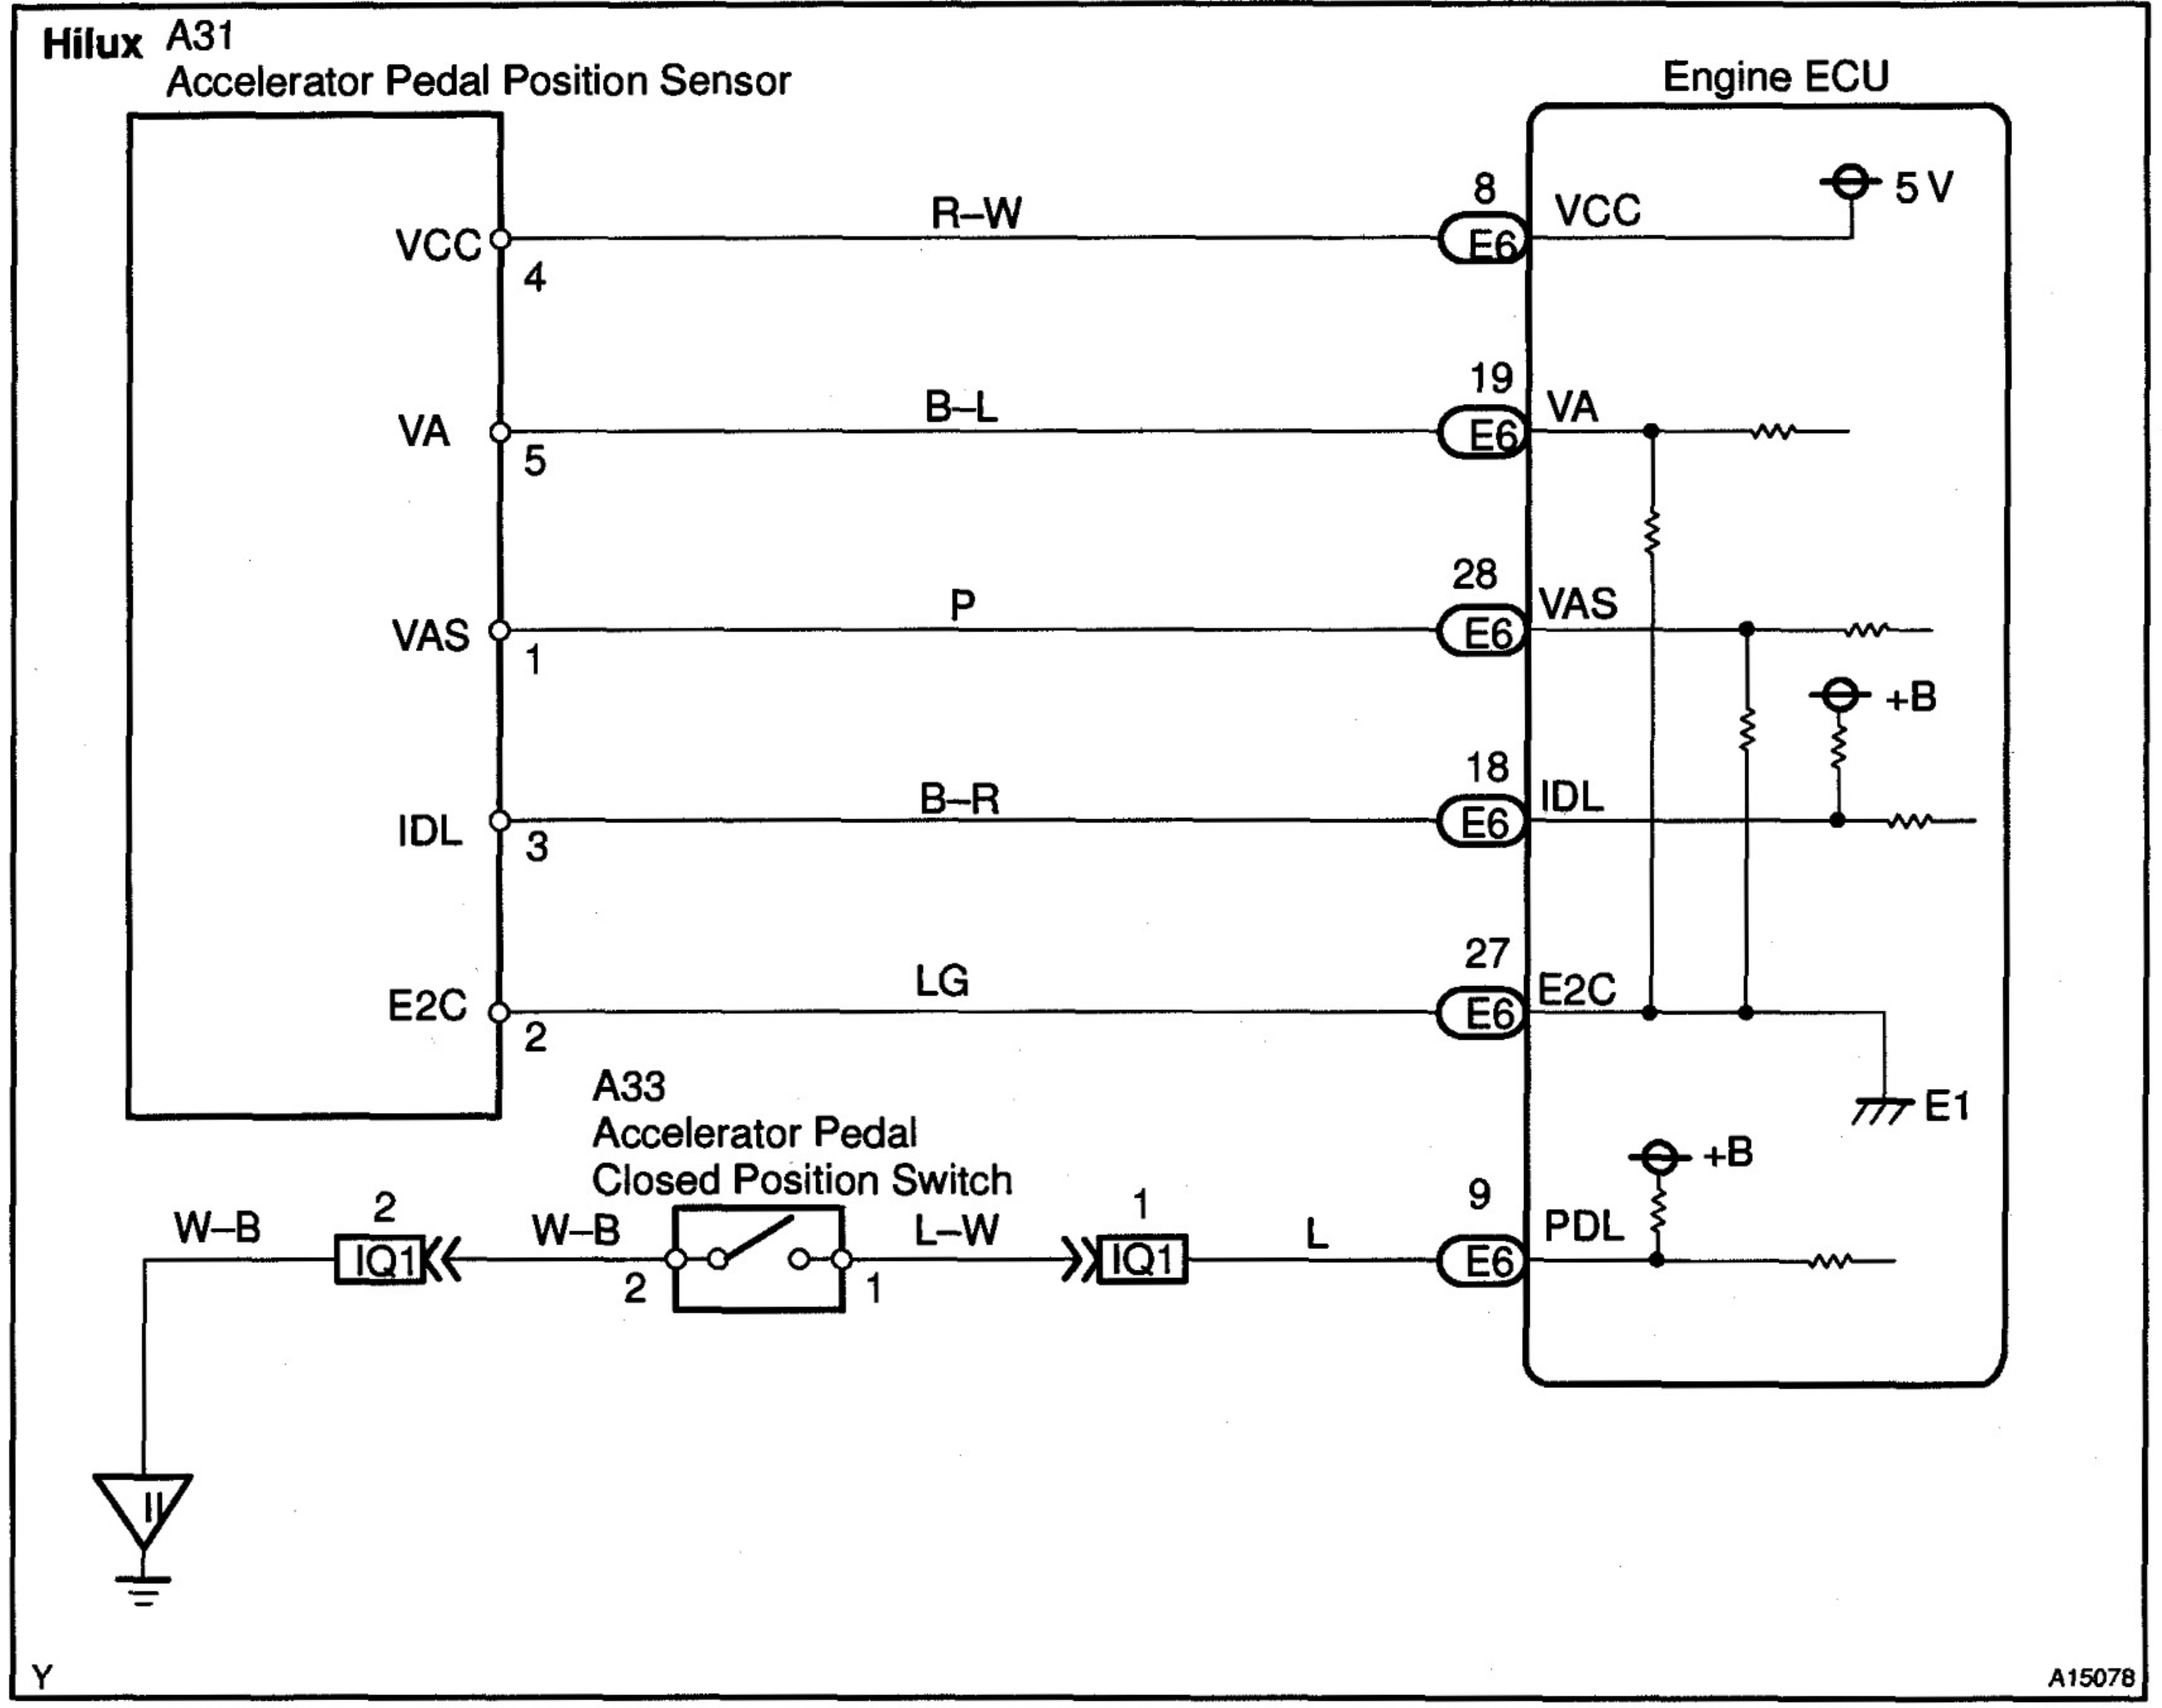 Hilux A31
Accelerator Pedal Position Sensor
Engine ECU
5 V
VCC
4
R–W
8
E6
VCC
VA
5
B–L
19
E6
VA
VAS
1
P
28
E6
VAS
+B
IDL
3
B–R
18
E6
IDL
E2C
2
LG
27
E6
E2C
E1
A33
Accelerator Pedal
Closed Position Switch
+B
W–B
2
IQ1
W–B
2
1
L–W
1
IQ1
L
9
E6
PDL
II
Y
A15078